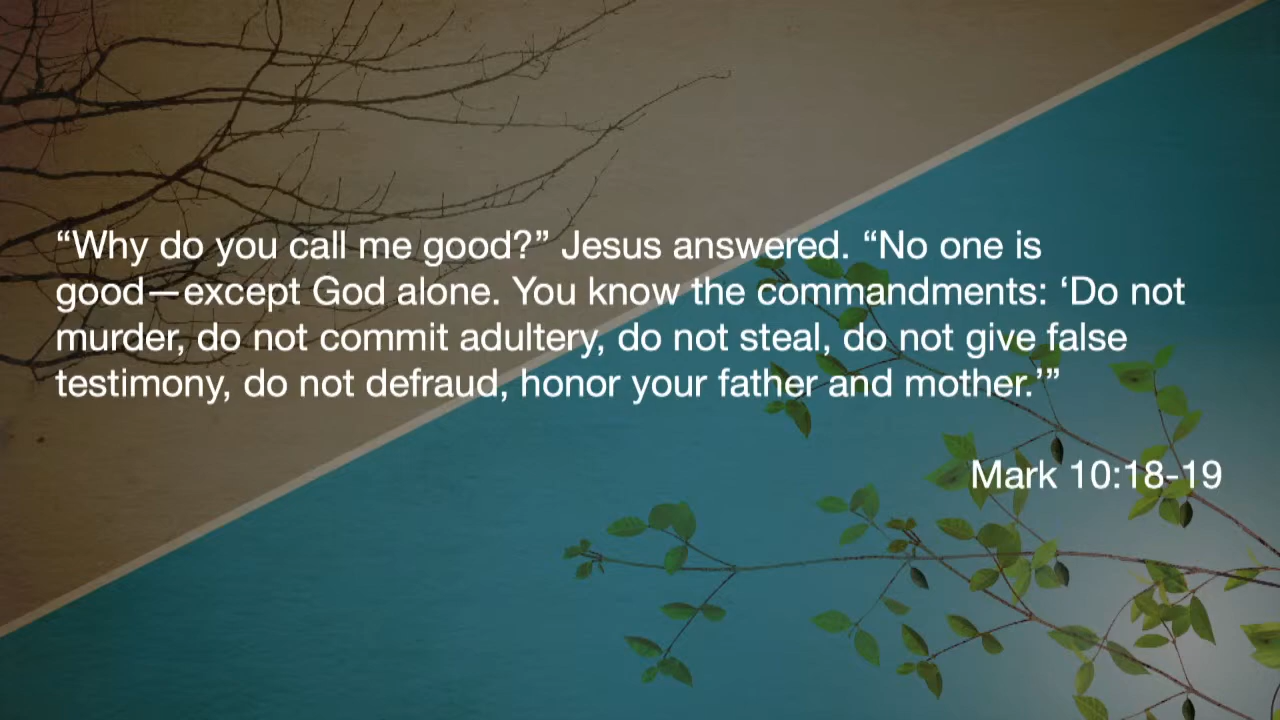 “Why do you call me good?” Jesus answered. “No one is
good—except God alone. You know the commandments: ‘Do not
murder, do not commit adultery, do not steal, do not give false
testimony, do not defraud, honor your father and mother.’”
Mark 10:18-19